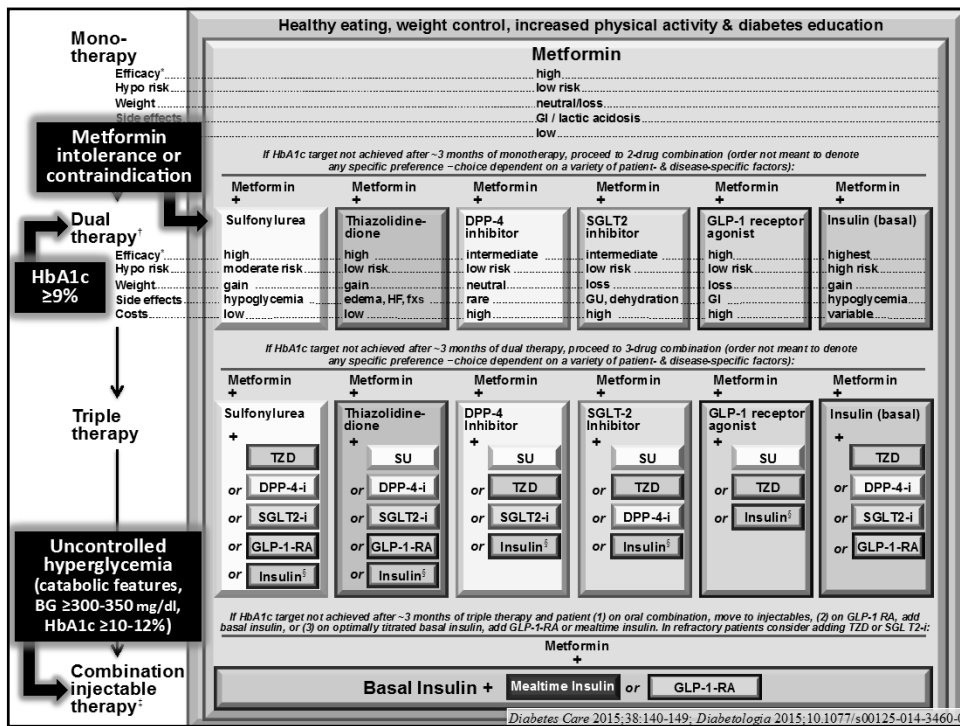 Healthy eating, weight control, increased physical activity & diabetes education
Mono-
therapy
Metformin
Efficacy* high
Hypo risk low risk
Weight neutral/loss
Side effects GI / lactic acidosis
low
Metformin
intolerance or
contraindication
If HbA1c target not achieved after ~3 months of monotherapy, proceed to 2-drug combination (order not meant to denote
any specific preference – choice dependent on a variety of patient- & disease-specific factors):
Metformin Metformin Metformin Metformin Metformin Metformin
+ + + + + +
Dual
therapy†
Sulfonylurea
Thiazolidine-
dione
DPP-4
inhibitor
SGLT2
inhibitor
GLP-1 receptor
agonist
Insulin (basal)
HbA1c
≥9%
Efficacy* high high intermediate intermediate high highest
Hypo risk moderate risk low risk low risk low risk low risk high risk
Weight gain gain neutral loss loss gain
Side effects hypoglycemia edema, HF, fxs rare GU, dehydration GI hypoglycemia
Costs low low high high high variable
If HbA1c target not achieved after ~3 months of dual therapy, proceed to 3-drug combination (order not meant to denote
any specific preference – choice dependent on a variety of patient- & disease-specific factors):
Metformin Metformin Metformin Metformin Metformin Metformin
+ + + + + +
Triple
therapy
Sulfonylurea
+
TZD
or DPP-4-i
or SGLT2-i
or GLP-1-RA
or Insulin§
Thiazolidine-
dione
+
SU
or DPP-4-i
or SGLT2-i
or GLP-1-RA
or Insulin§
DPP-4
Inhibitor
+
SU
or TZD
or SGLT2-i
or Insulin§
SGLT-2
Inhibitor
+
SU
or TZD
or DPP-4-i
or Insulin§
GLP-1 receptor
agonist
+
SU
or TZD
or Insulin§
Insulin (basal)
+
TZD
or DPP-4-i
or SGLT2-i
or GLP-1-RA
Uncontrolled
hyperglycemia
(catabolic features,
BG ≥300-350 mg/dl,
HbA1c ≥10-12%)
If HbA1c target not achieved after ~3 months of triple therapy and patient (1) on oral combination, move to injectables, (2) on GLP-1 RA, add
basal insulin, or (3) on optimally titrated basal insulin, add GLP-1-RA or mealtime insulin. In refractory patients consider adding TZD or SGLT2-i:
Metformin
+
Combination
injectable
therapy‡
Basal Insulin + Mealtime Insulin or GLP-1-RA
Diabetes Care 2015;38:140-149; Diabetologia 2015;10.1077/s00125-014-3460-